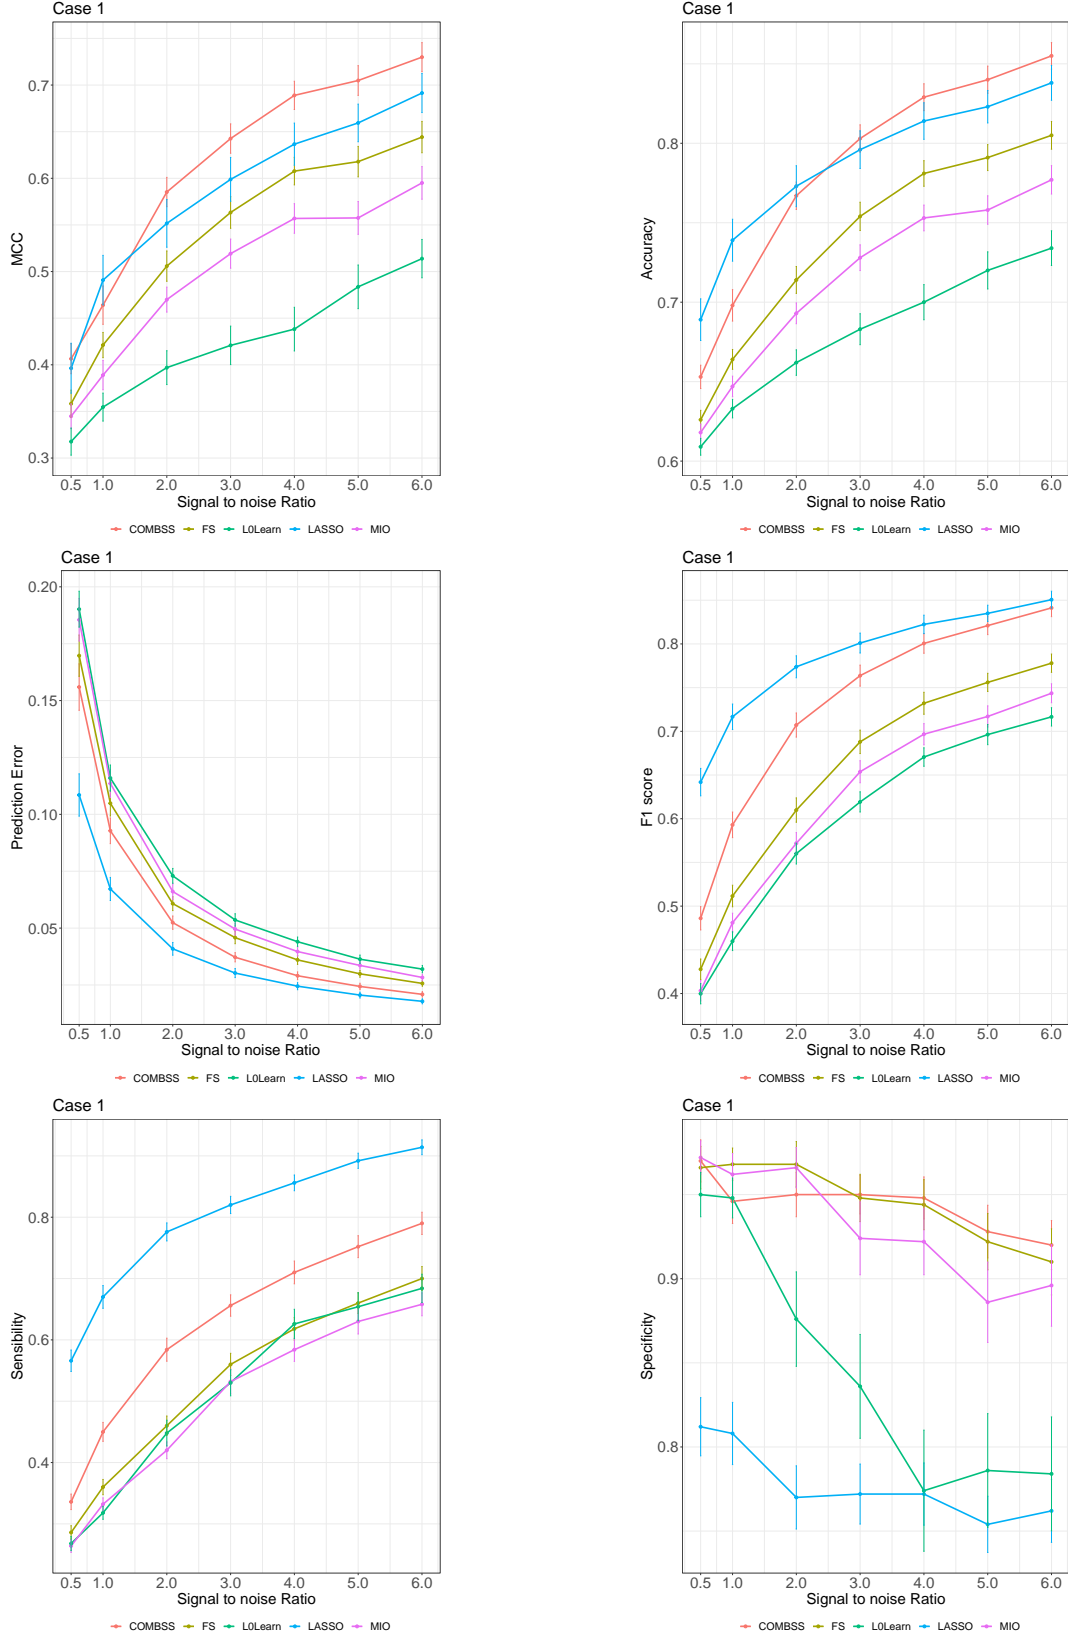 Case 1
0.7
0.6
0.5
0.4
0.3
MCC
0.5 1.0 2.0 3.0 4.0 5.0 6.0
Signal to noise Ratio
COMBSS FS L0Learn LASSO MIO
Case 1
0.8
0.7
0.6
Accuracy
0.5 1.0 2.0 3.0 4.0 5.0 6.0
Signal to noise Ratio
COMBSS FS L0Learn LASSO MIO
Case 1
0.20
0.15
0.10
0.05
Prediction Error
0.5 1.0 2.0 3.0 4.0 5.0 6.0
Signal to noise Ratio
COMBSS FS L0Learn LASSO MIO
Case 1
0.8
0.7
0.6
0.5
0.4
F1 score
0.5 1.0 2.0 3.0 4.0 5.0 6.0
Signal to noise Ratio
COMBSS FS L0Learn LASSO MIO
Case 1
0.8
0.6
0.4
Sensibility
0.5 1.0 2.0 3.0 4.0 5.0 6.0
Signal to noise Ratio
COMBSS FS L0Learn LASSO MIO
Case 1
0.9
0.8
Specificity
0.5 1.0 2.0 3.0 4.0 5.0 6.0
Signal to noise Ratio
COMBSS FS L0Learn LASSO MIO